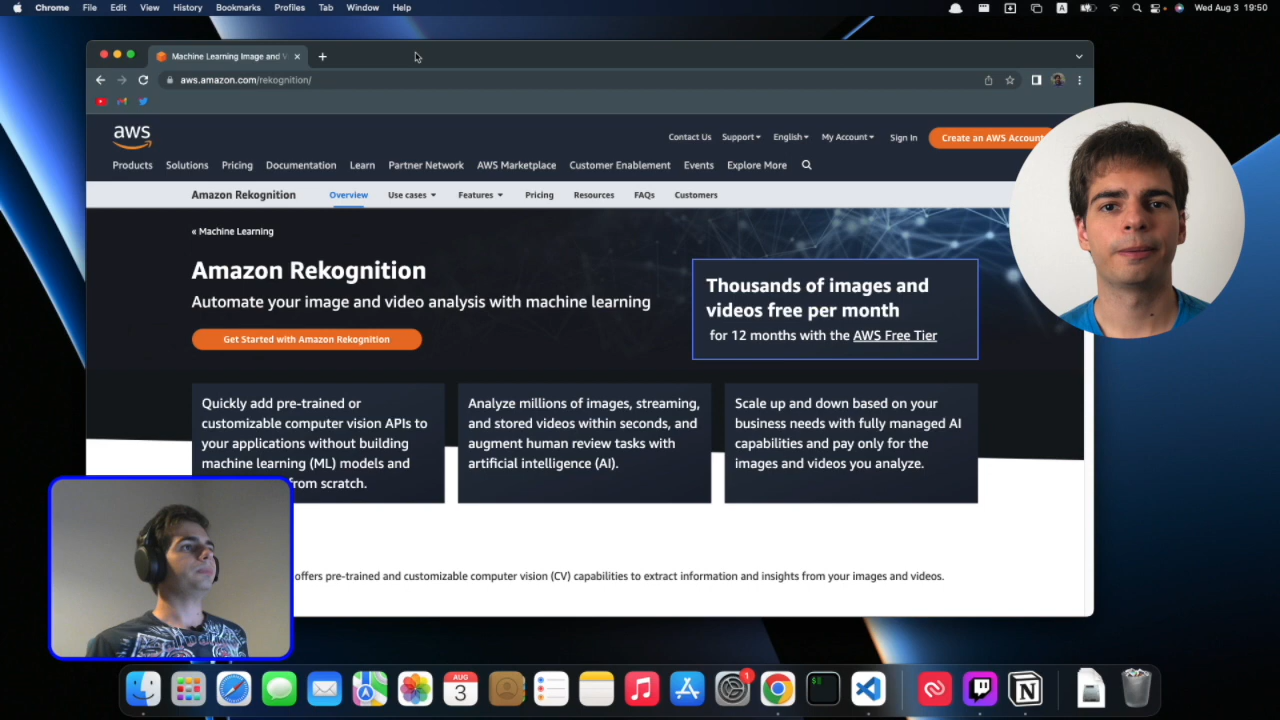 Chrome File Edit View History Bookmarks Profiles Tab Window Help
A
Wed Aug 3 19:50
Machine Learning Image and V
aws.amazon.com/rekognition/
aws
Contact Us Support English My Account Sign In Create an AWS Account
Products Solutions Pricing Documentation Learn Partner Network AWS Marketplace Customer Enablement Events Explore More
Amazon Rekognition Overview Use cases Features Pricing Resources FAQs Customers
« Machine Learning
Amazon Rekognition
Automate your image and video analysis with machine learning
Get Started with Amazon Rekognition
Thousands of images and
videos free per month
for 12 months with the AWS Free Tier
Quickly add pre-trained or
customizable computer vision APIs to
your applications without building
machine learning (ML) models and
from scratch.
Analyze millions of images, streaming,
and stored videos within seconds, and
augment human review tasks with
artificial intelligence (AI).
Scale up and down based on your
business needs with fully managed AI
capabilities and pay only for the
images and videos you analyze.
offers pre-trained and customizable computer vision (CV) capabilities to extract information and insights from your images and videos.
AUG
3
1
$
N